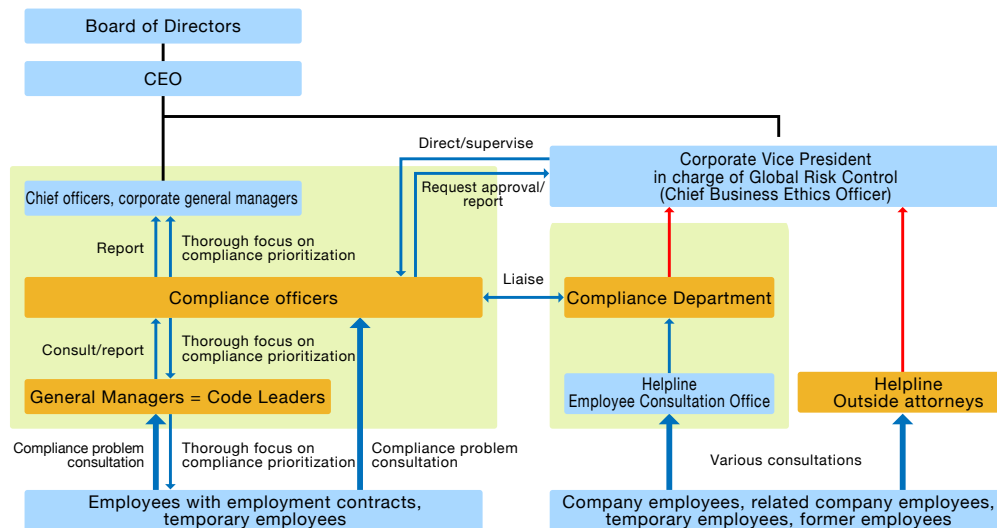 Board of Directors
CEO
Direct/supervise
Corporate Vice President
in charge of Global Risk Control
(Chief Business Ethics Officer)
Request approval/
report
Chief officers, corporate general managers
Report
Thorough focus on
compliance prioritization
Compliance officers
Liaise
Compliance Department
Consult/report
Thorough focus on
compliance prioritization
General Managers = Code Leaders
Helpline
Employee Consultation Office
Helpline
Outside attorneys
Compliance problem
consultation
Thorough focus on
compliance prioritization
Compliance problem
consultation
Various consultations
Employees with employment contracts,
temporary employees
Company employees, related company employees,
temporary employees, former employees